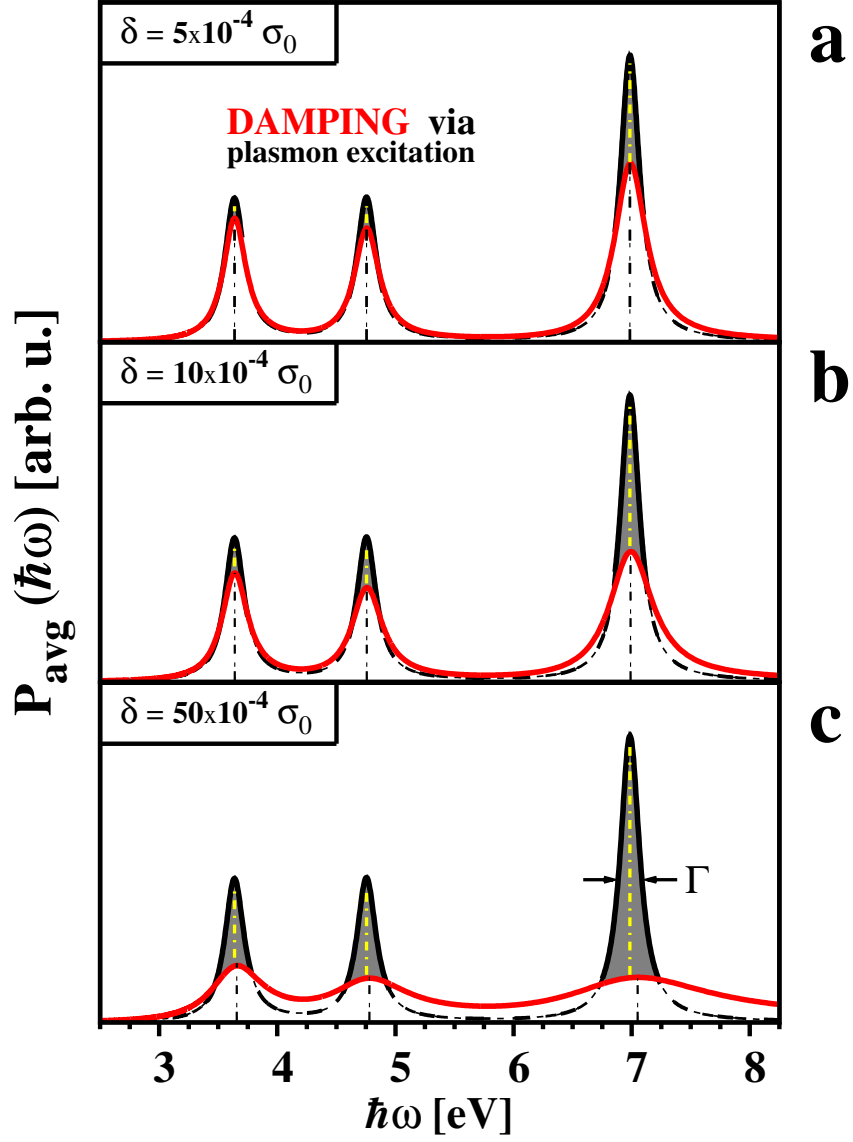 δ = 5x10⁻⁴ σ₀
a
DAMPING via
plasmon excitation
δ = 10x10⁻⁴ σ₀
b
δ = 50x10⁻⁴ σ₀
c
Γ
P_avg (ℏω) [arb. u.]
3 4 5 6 7 8
ℏω [eV]